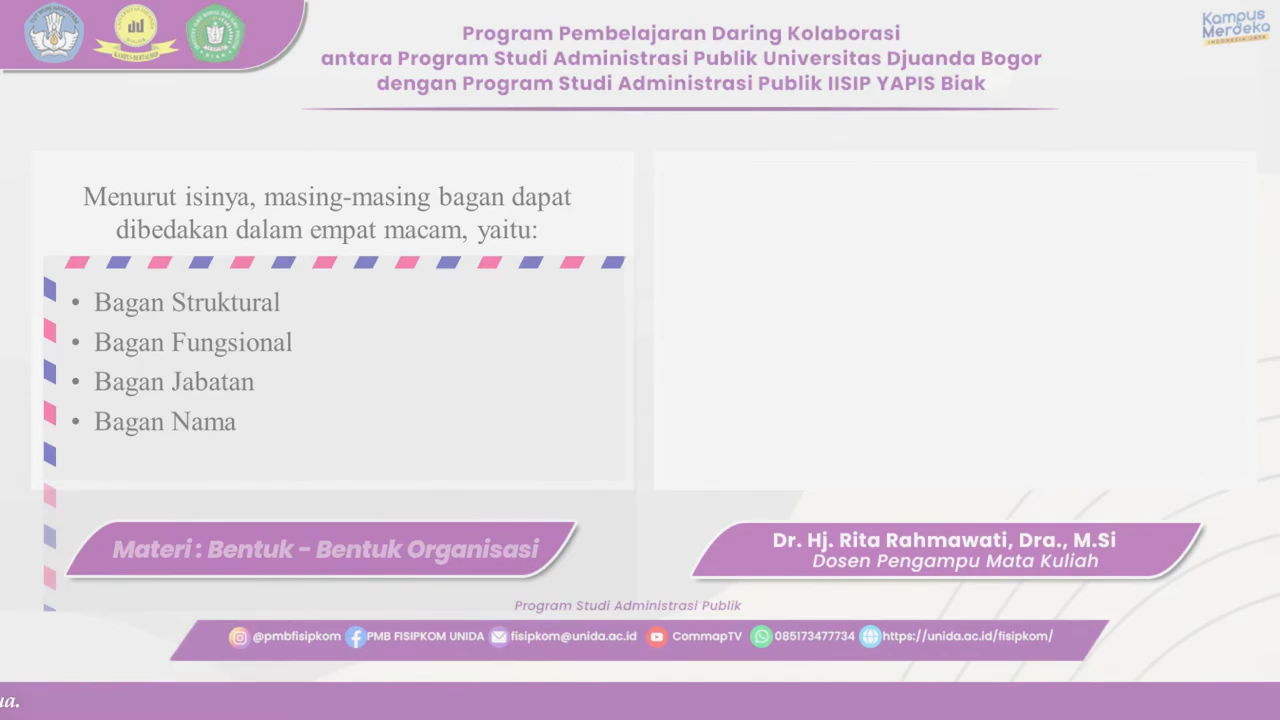 Program Pembelajaran Daring Kolaborasi
antara Program Studi Administrasi Publik Universitas Djuanda Bogor
dengan Program Studi Administrasi Publik IISIP YAPIS Biak
Kampus
Merdeka
INDONESIA JAYA
Menurut isinya, masing-masing bagan dapat
dibedakan dalam empat macam, yaitu:
• Bagan Struktural
• Bagan Fungsional
• Bagan Jabatan
• Bagan Nama
Materi : Bentuk - Bentuk Organisasi
Dr. Hj. Rita Rahmawati, Dra., M.Si
Dosen Pengampu Mata Kuliah
Program Studi Administrasi Publik
@pmbfisipkom PMB FISIPKOM UNIDA fisipkom@unida.ac.id CommapTV 085173477734 https://unida.ac.id/fisipkom/